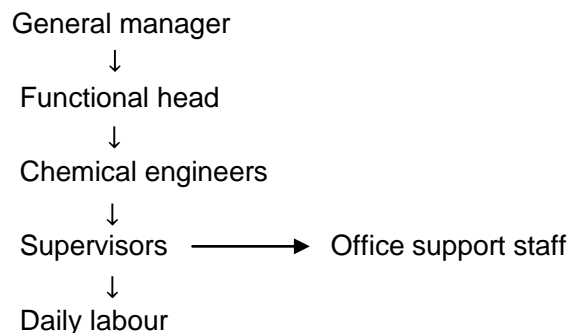 General manager
↓
Functional head
↓
Chemical engineers
↓
Supervisors → Office support staff
↓
Daily labour